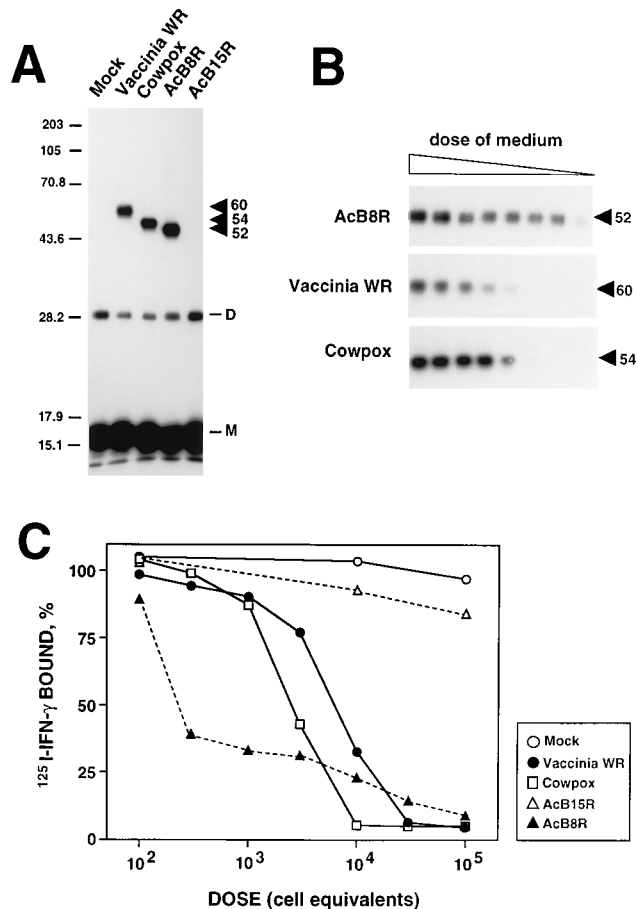 A
Mock
Vaccinia WR
Cowpox
AcB8R
AcB15R
203
105
70.8
43.6
28.2
17.9
15.1
60
54
52
D
M
B
dose of medium
AcB8R
52
Vaccinia WR
60
Cowpox
54
C
125 I-IFN-γ BOUND, %
100
75
50
25
0
10²
10³
10⁴
10⁵
DOSE (cell equivalents)
Mock
Vaccinia WR
Cowpox
AcB15R
AcB8R